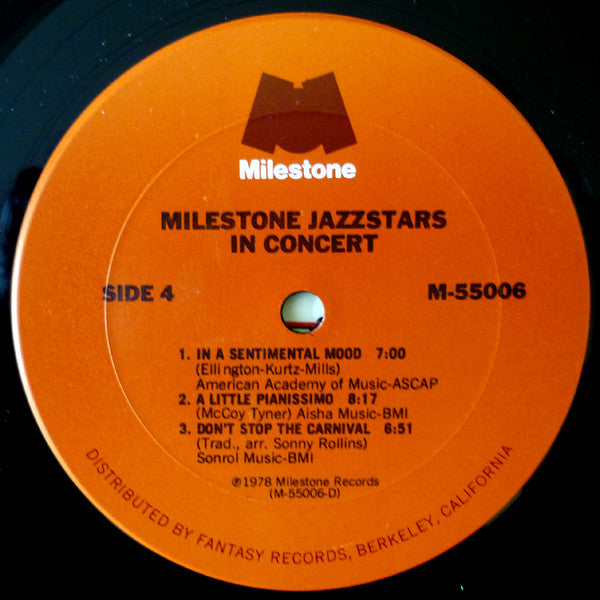 Milestone
MILESTONE JAZZSTARS
IN CONCERT
SIDE 4
M-55006
1. IN A SENTIMENTAL MOOD 7:00
(Ellington-Kurtz-Mills)
American Academy of Music-ASCAP
2. A LITTLE PIANISSIMO 8:17
(McCoy Tyner) Aisha Music-BMI
3. DON'T STOP THE CARNIVAL 6:51
(Trad., arr. Sonny Rollins)
Sonrol Music-BMI
℗1978 Milestone Records
(M-55006-D)
DISTRIBUTED BY FANTASY RECORDS, BERKELEY, CALIFORNIA